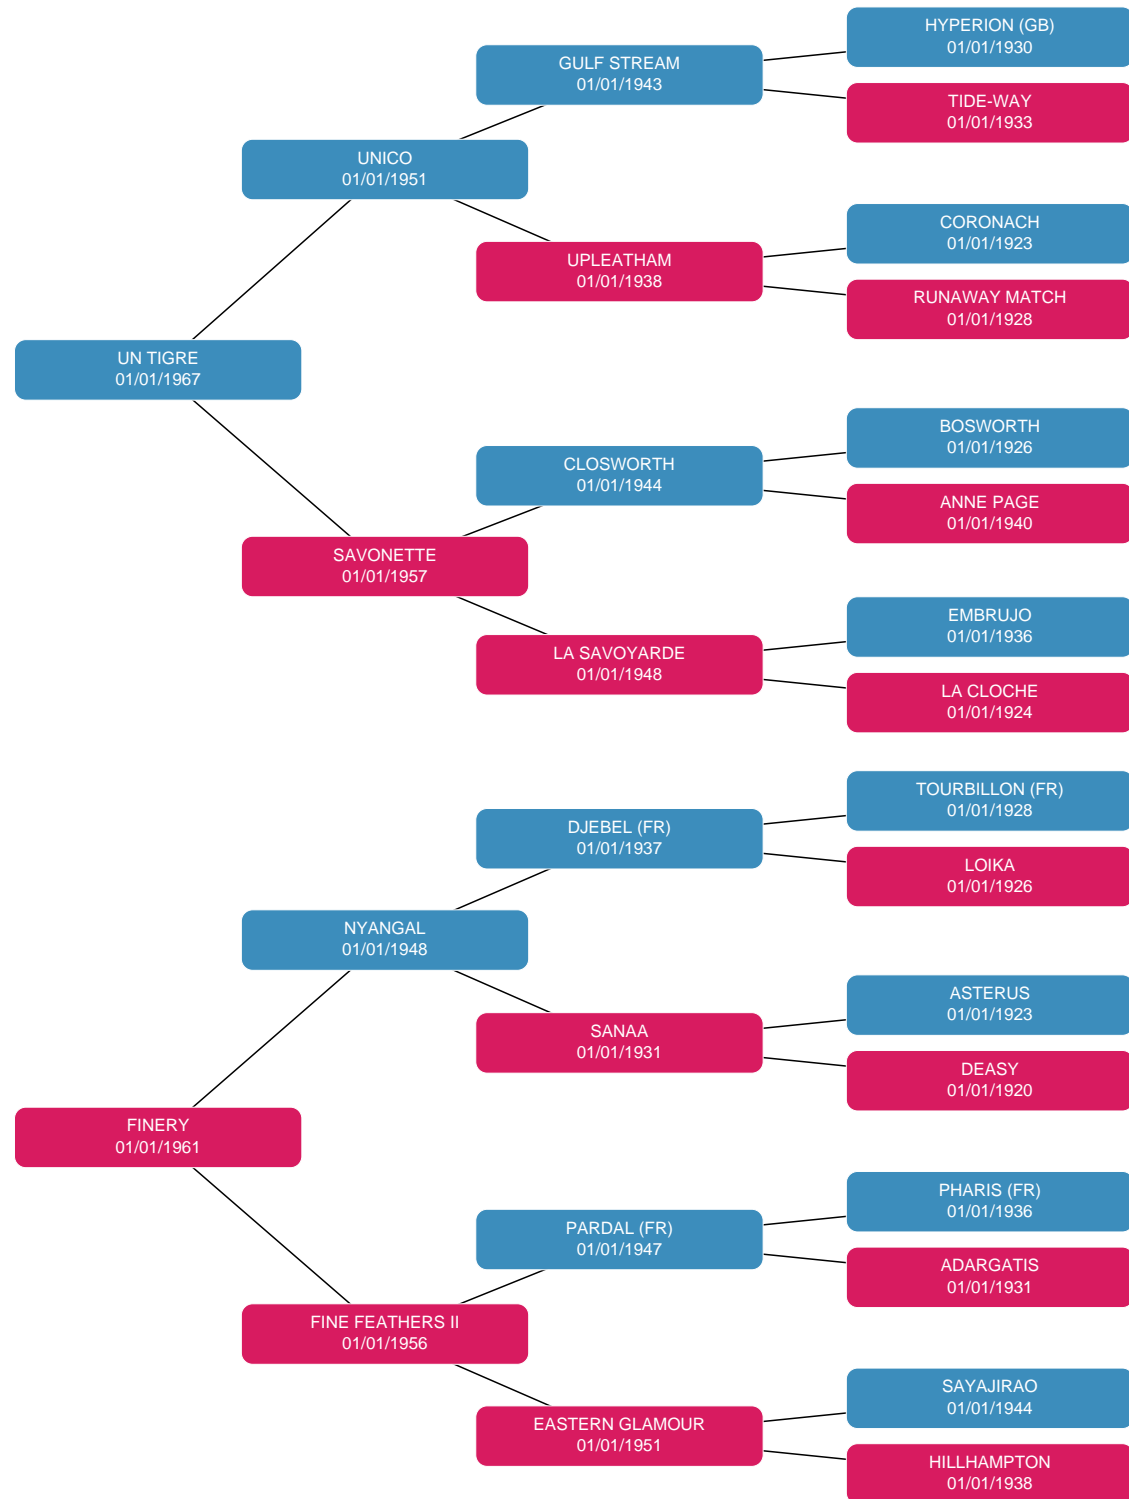 HYPERION (GB)
01/01/1930
GULF STREAM
01/01/1943
TIDE-WAY
01/01/1933
UNICO
01/01/1951
CORONACH
01/01/1923
UPLEATHAM
01/01/1938
RUNAWAY MATCH
01/01/1928
UN TIGRE
01/01/1967
BOSWORTH
01/01/1926
CLOSWORTH
01/01/1944
ANNE PAGE
01/01/1940
SAVONETTE
01/01/1957
EMBRUJO
01/01/1936
LA SAVOYARDE
01/01/1948
LA CLOCHE
01/01/1924
TOURBILLON (FR)
01/01/1928
DJEBEL (FR)
01/01/1937
LOIKA
01/01/1926
NYANGAL
01/01/1948
ASTERUS
01/01/1923
SANAA
01/01/1931
DEASY
01/01/1920
FINERY
01/01/1961
PHARIS (FR)
01/01/1936
PARDAL (FR)
01/01/1947
ADARGATIS
01/01/1931
FINE FEATHERS II
01/01/1956
SAYAJIRAO
01/01/1944
EASTERN GLAMOUR
01/01/1951
HILLHAMPTON
01/01/1938